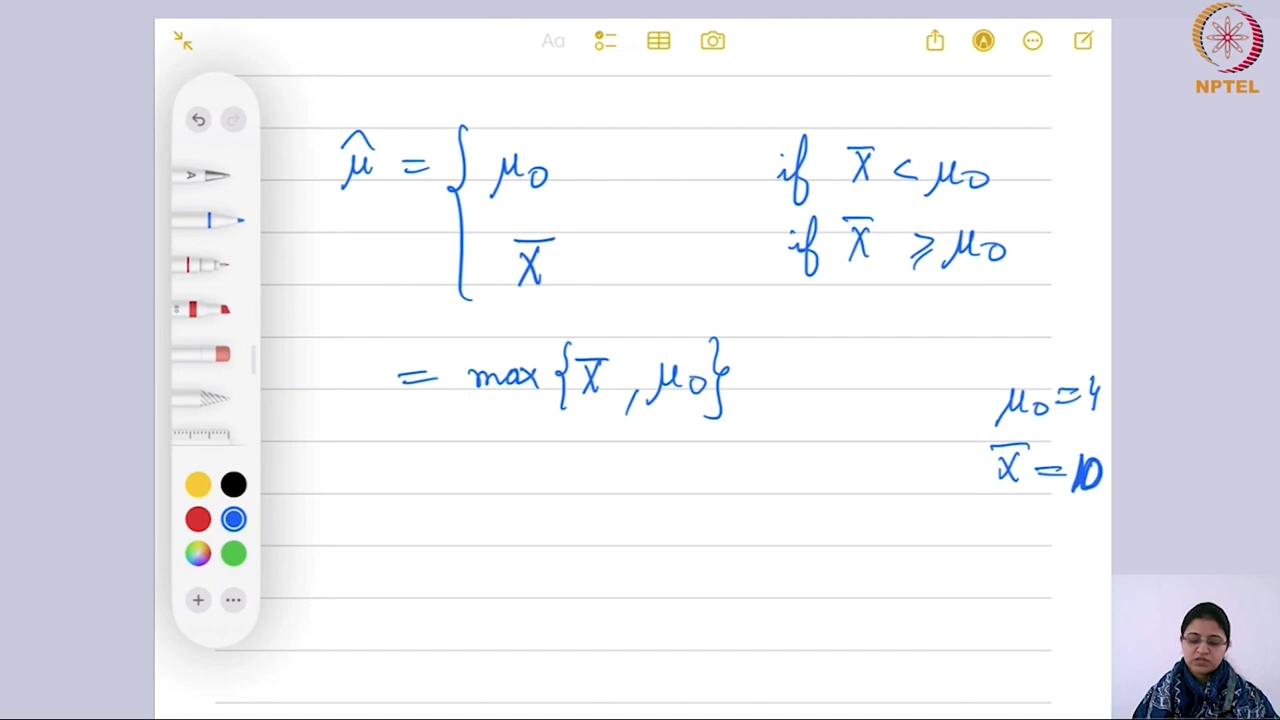 Aa
NPTEL
μ̂ = { μ0 if X̄ < μ0
X̄ if X̄ ⩾ μ0
= max{X̄, μ0}
μ0 = 4
X̄ = 10